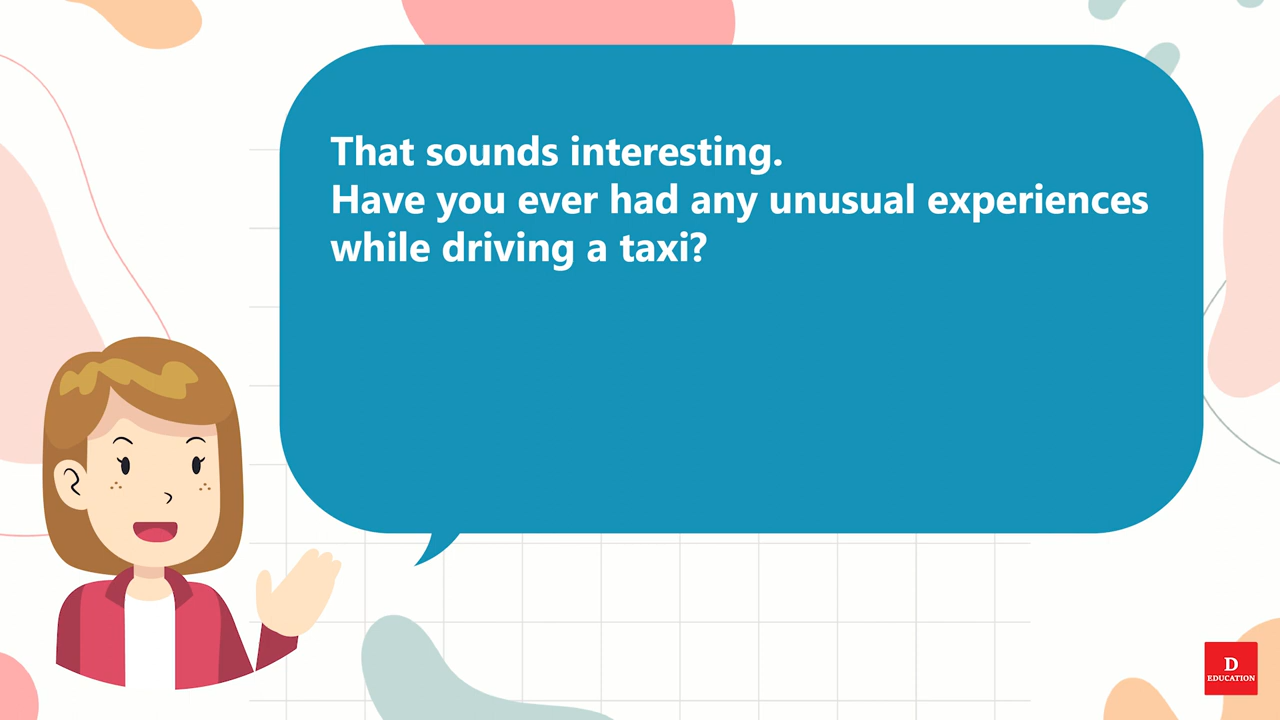 That sounds interesting.
Have you ever had any unusual experiences
while driving a taxi?
D
EDUCATION